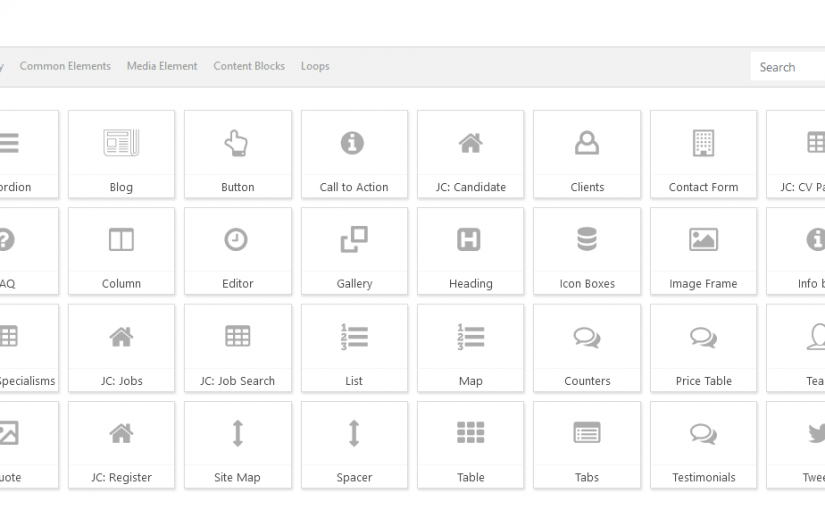 y Common Elements Media Element Content Blocks Loops Search
ordion Blog Button Call to Action JC: Candidate Clients Contact Form JC: CV Pa
AQ Column Editor Gallery Heading Icon Boxes Image Frame Info b
Specialisms JC: Jobs JC: Job Search List Map Counters Price Table Tea
uote JC: Register Site Map Spacer Table Tabs Testimonials Twee